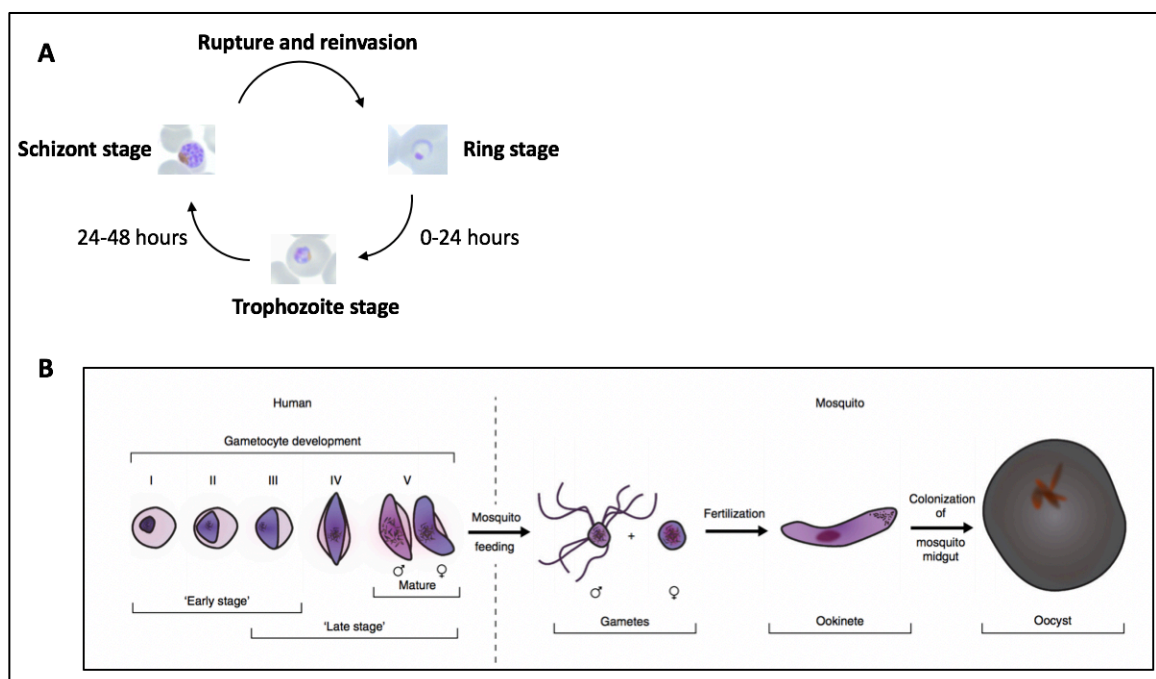 A
Rupture and reinvasion
Schizont stage
Ring stage
24-48 hours
0-24 hours
Trophozoite stage
B
Human
Mosquito
Gametocyte development
I II III IV V
Mosquito
feeding
Fertilization
Colonization
of
mosquito
midgut
+
♂ ♀
Mature
♂ ♀
'Early stage'
'Late stage'
Gametes
Ookinete
Oocyst